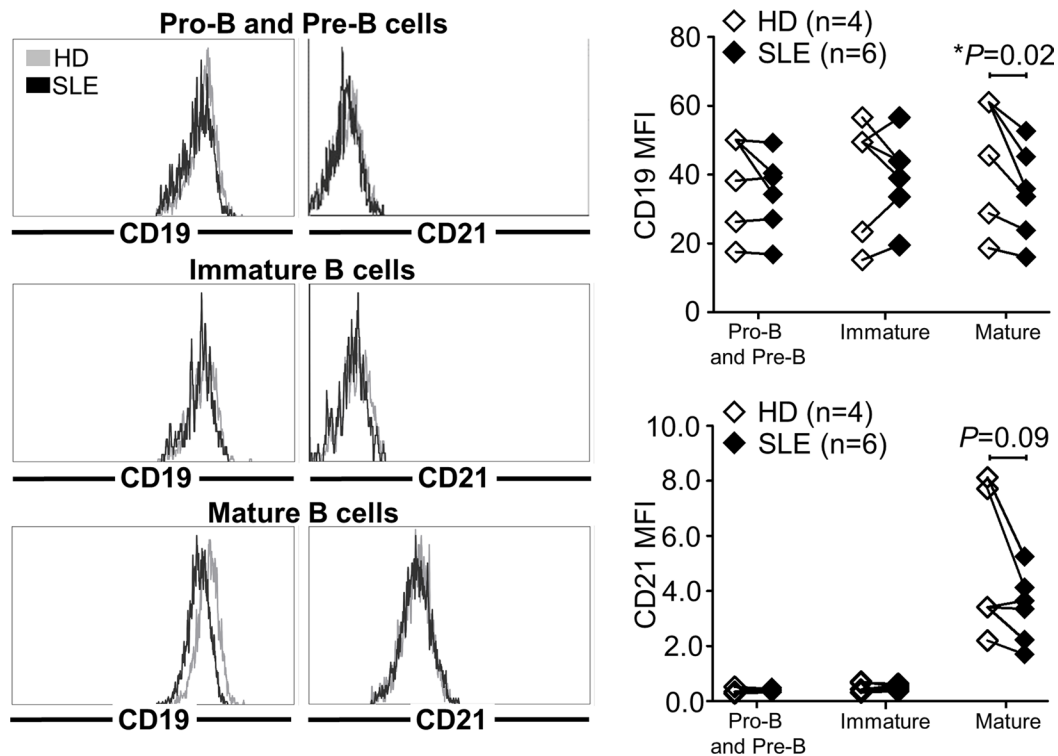 Pro-B and Pre-B cells
HD
SLE
CD19
CD21
Immature B cells
CD19
CD21
Mature B cells
CD19
CD21
HD (n=4)
SLE (n=6)
*P=0.02
CD19 MFI
80
60
40
20
0
Pro-B
and Pre-B
Immature
Mature
HD (n=4)
SLE (n=6)
P=0.09
CD21 MFI
10.0
8.0
6.0
4.0
2.0
0.0
Pro-B
and Pre-B
Immature
Mature